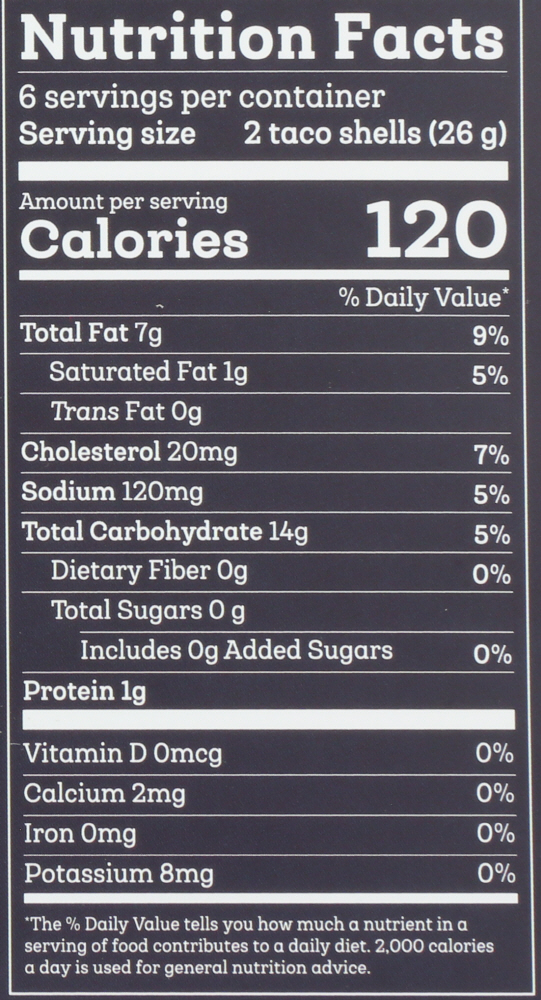 Nutrition Facts
6 servings per container
Serving size 2 taco shells (26 g)
Amount per serving
Calories 120
% Daily Value*
Total Fat 7g 9%
Saturated Fat 1g 5%
Trans Fat 0g
Cholesterol 20mg 7%
Sodium 120mg 5%
Total Carbohydrate 14g 5%
Dietary Fiber 0g 0%
Total Sugars 0 g
Includes 0g Added Sugars 0%
Protein 1g
Vitamin D 0mcg 0%
Calcium 2mg 0%
Iron 0mg 0%
Potassium 8mg 0%
*The % Daily Value tells you how much a nutrient in a
serving of food contributes to a daily diet. 2,000 calories
a day is used for general nutrition advice.